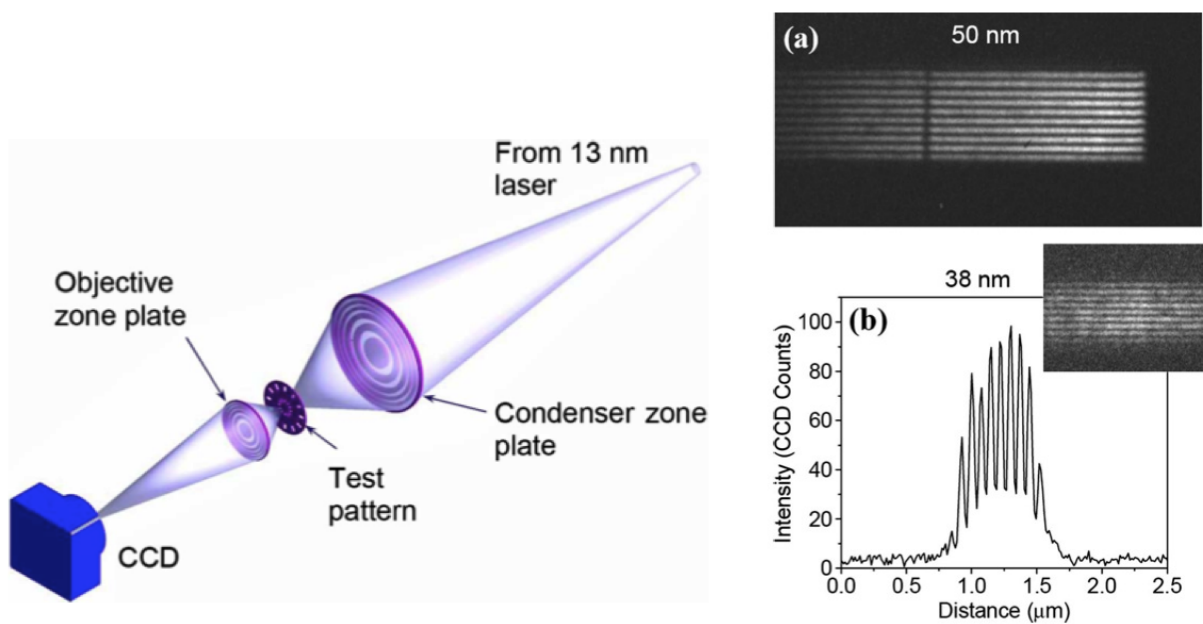 From 13 nm
laser
Objective
zone plate
Condenser zone
plate
Test
pattern
CCD
(a)
50 nm
38 nm
(b)
100
80
60
40
20
0
Intensity (CCD Counts)
0.0 0.5 1.0 1.5 2.0 2.5
Distance (μm)